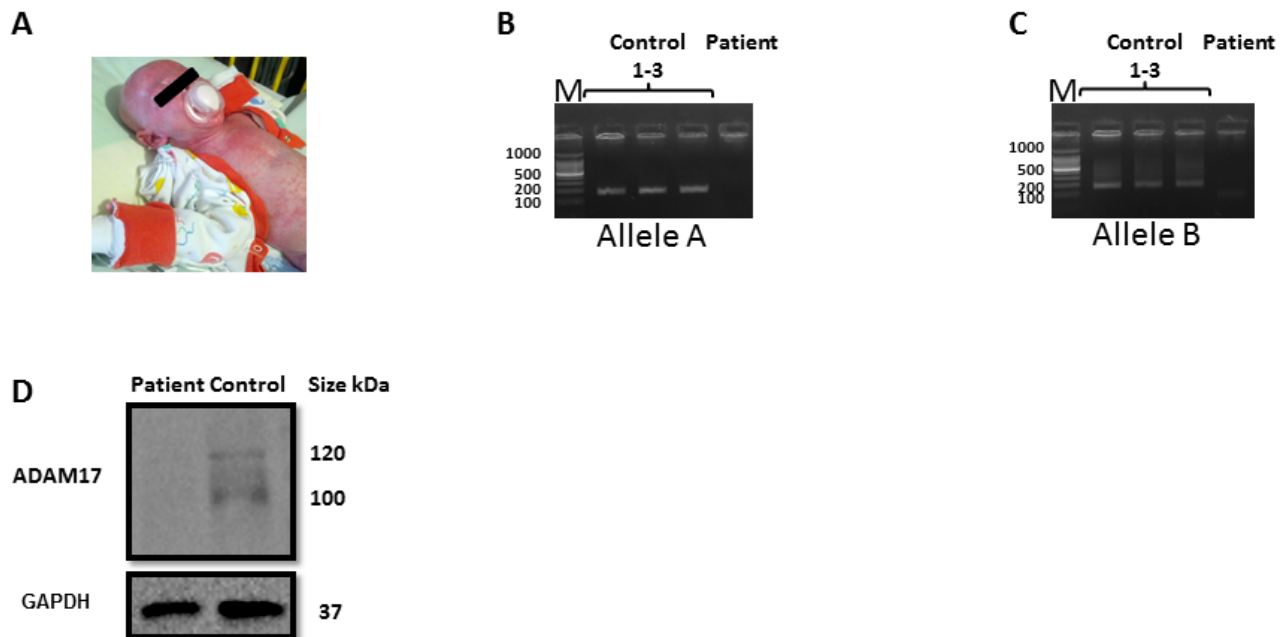 A
B
Control Patient
1-3
M
1000
500
200
100
Allele A
C
Control Patient
1-3
M
1000
500
200
100
Allele B
D
Patient Control Size kDa
ADAM17
120
100
GAPDH
37